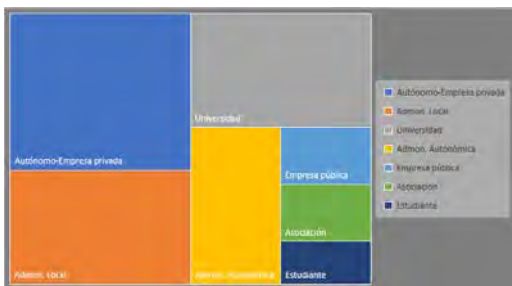 Universidad
Autónomo-Empresa privada
Empresa pública
Asociación
Admon. Local
Admon. Autonómica
Estudiante
Autónomo-Empresa privada
Admon. Local
Universidad
Admon. Autonómica
Empresa pública
Asociación
Estudiante